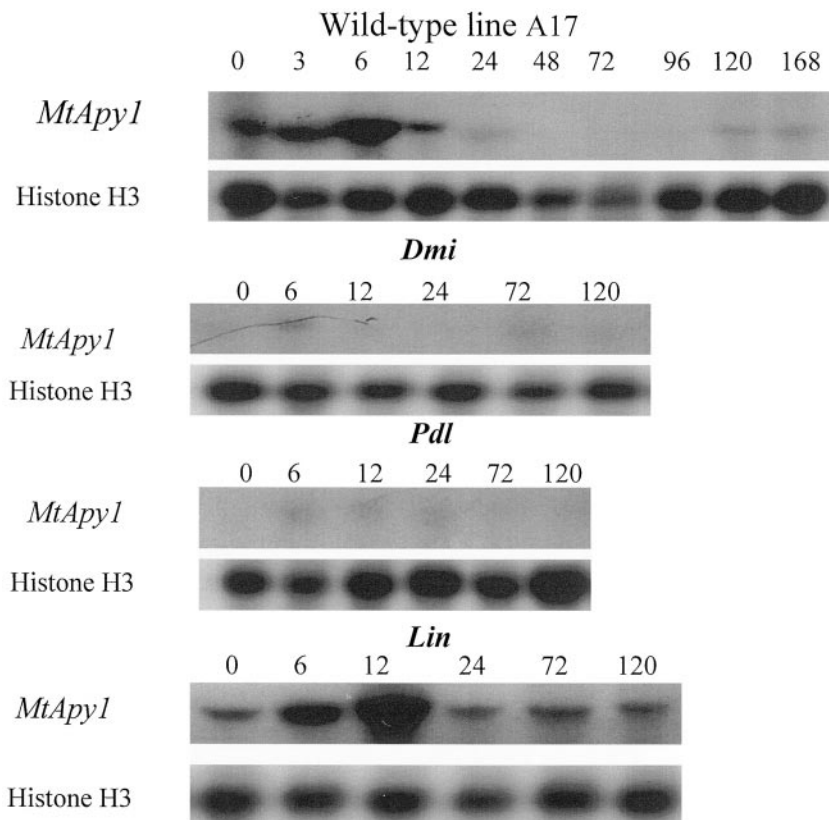 Wild-type line A17
0 3 6 12 24 48 72 96 120 168
MtApy1
Histone H3
Dmi
0 6 12 24 72 120
MtApy1
Histone H3
Pdl
0 6 12 24 72 120
MtApy1
Histone H3
Lin
0 6 12 24 72 120
MtApy1
Histone H3